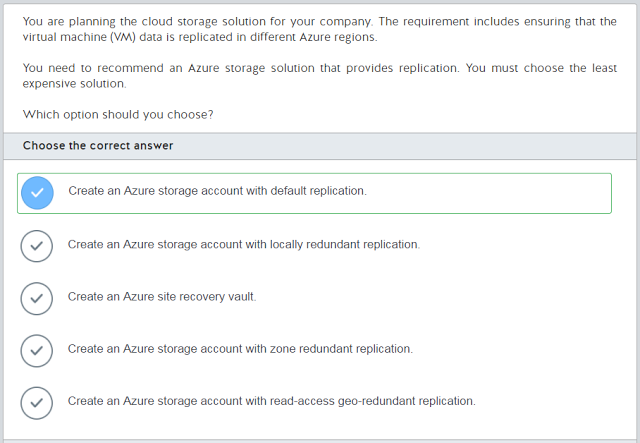 You are planning the cloud storage solution for your company. The requirement includes ensuring that the
virtual machine (VM) data is replicated in different Azure regions.
You need to recommend an Azure storage solution that provides replication. You must choose the least
expensive solution.
Which option should you choose?
Choose the correct answer
Create an Azure storage account with default replication.
Create an Azure storage account with locally redundant replication.
Create an Azure site recovery vault.
Create an Azure storage account with zone redundant replication.
Create an Azure storage account with read-access geo-redundant replication.